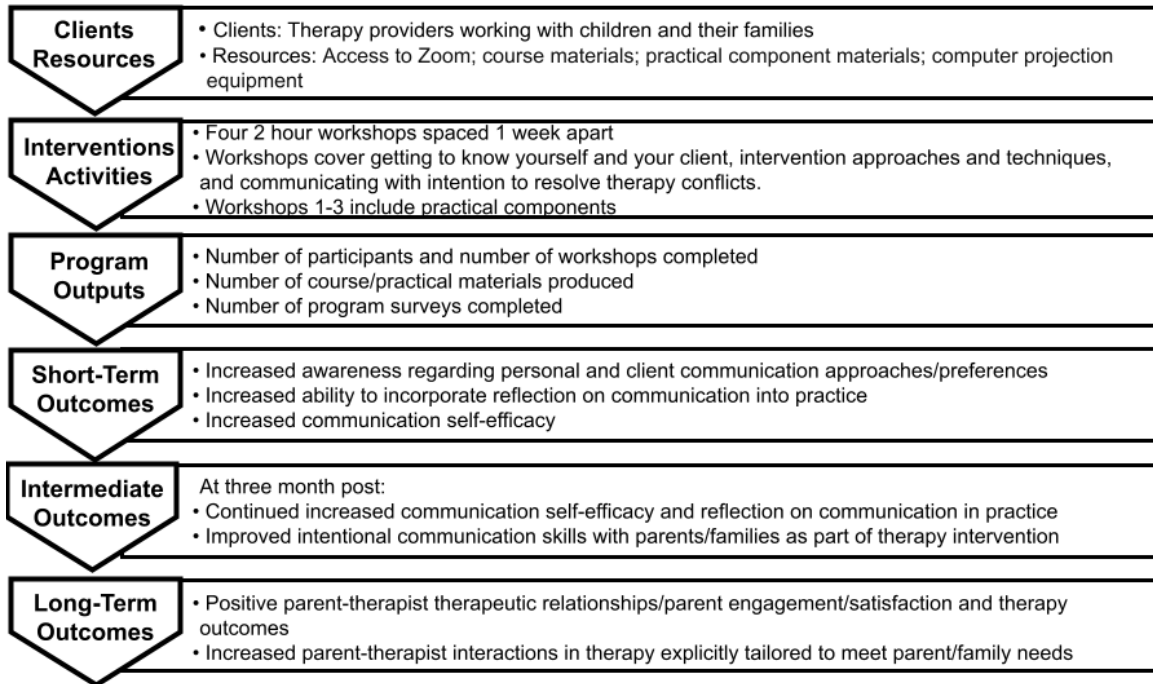 Clients
Resources
• Clients: Therapy providers working with children and their families
• Resources: Access to Zoom; course materials; practical component materials; computer projection
equipment
Interventions
Activities
• Four 2 hour workshops spaced 1 week apart
• Workshops cover getting to know yourself and your client, intervention approaches and techniques,
and communicating with intention to resolve therapy conflicts.
• Workshops 1-3 include practical components
Program
Outputs
• Number of participants and number of workshops completed
• Number of course/practical materials produced
• Number of program surveys completed
Short-Term
Outcomes
• Increased awareness regarding personal and client communication approaches/preferences
• Increased ability to incorporate reflection on communication into practice
• Increased communication self-efficacy
Intermediate
Outcomes
At three month post:
• Continued increased communication self-efficacy and reflection on communication in practice
• Improved intentional communication skills with parents/families as part of therapy intervention
Long-Term
Outcomes
• Positive parent-therapist therapeutic relationships/parent engagement/satisfaction and therapy
outcomes
• Increased parent-therapist interactions in therapy explicitly tailored to meet parent/family needs